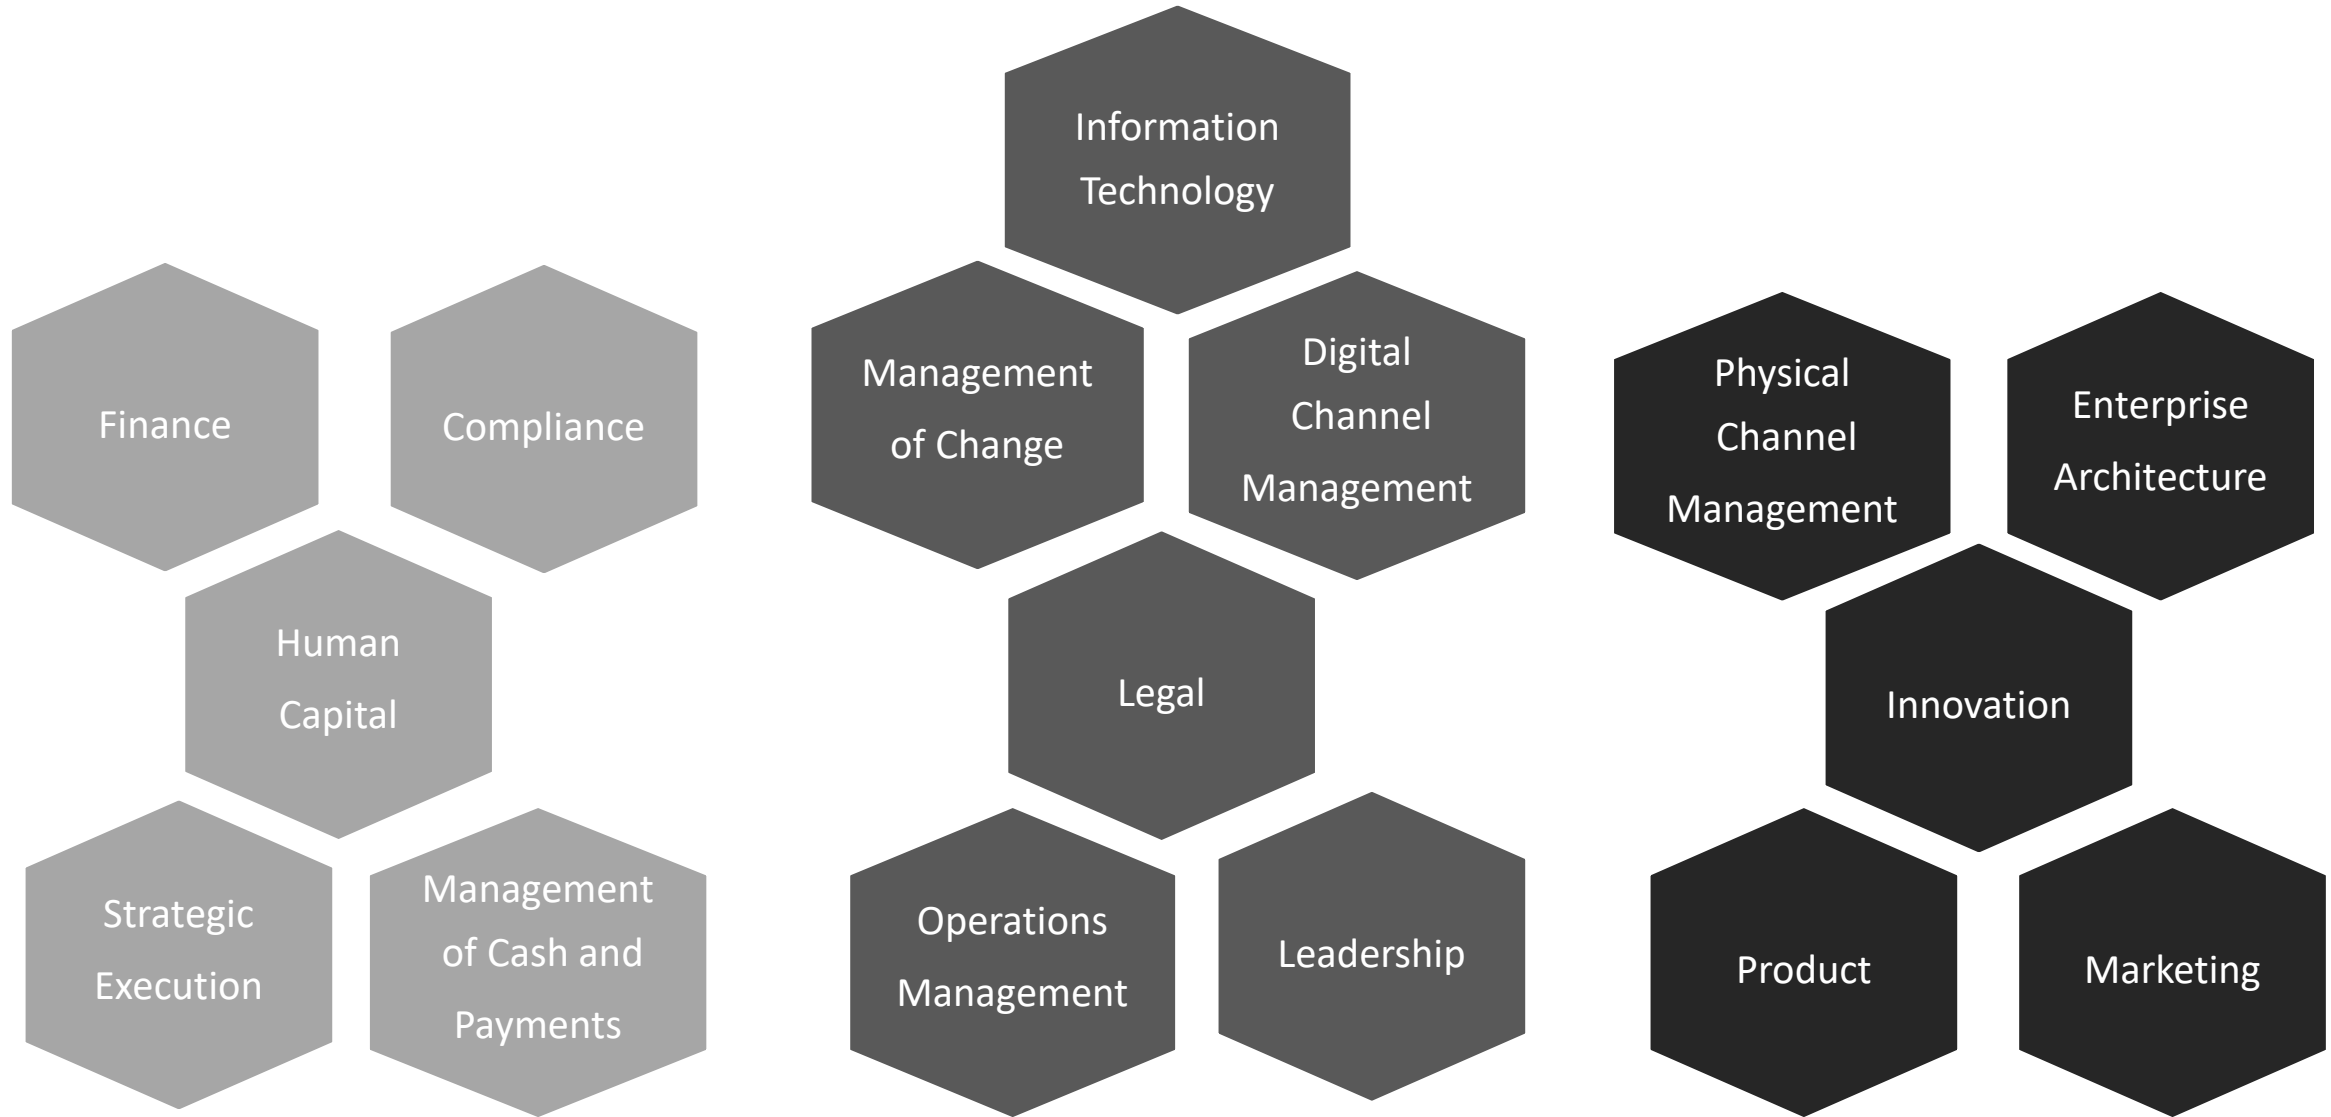 Information
Technology
Finance
Compliance
Management
of Change
Digital
Channel
Management
Physical
Channel
Management
Enterprise
Architecture
Human
Capital
Legal
Innovation
Strategic
Execution
Management
of Cash and
Payments
Operations
Management
Leadership
Product
Marketing